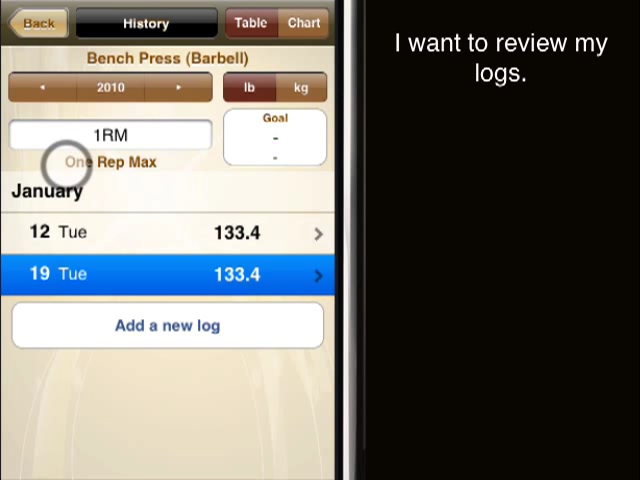 Back
History
Table
Chart
Bench Press (Barbell)
2010
lb
kg
1RM
One Rep Max
Goal
-
-
January
12 Tue 133.4
19 Tue 133.4
Add a new log
I want to review my
logs.